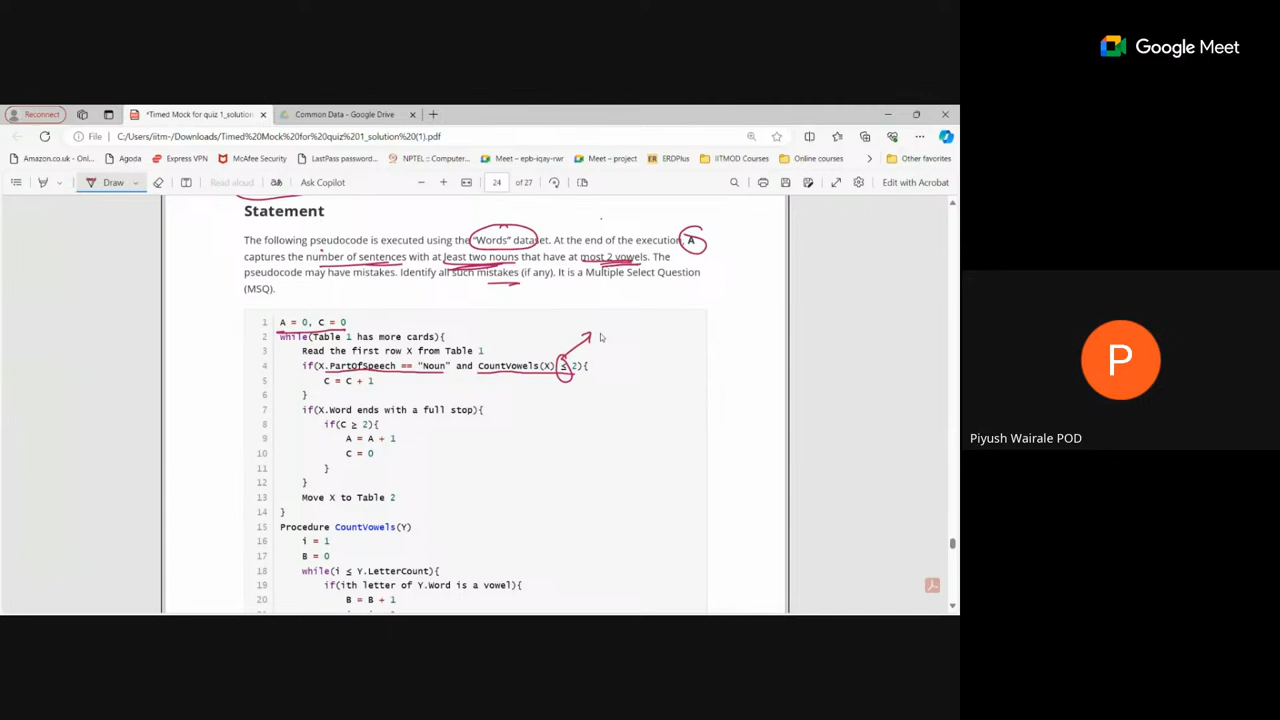 Google Meet
Reconnect
*Timed Mock for quiz 1_solution
Common Data - Google Drive
File
C:/Users/iitm-/Downloads/Timed%20Mock%20for%20quiz%201_solution%20(1).pdf
Amazon.co.uk - Onl...
Agoda
Express VPN
McAfee Security
LastPass password...
NPTEL :: Computer...
Meet – epb-iqay-rwr
Meet – project
ER ERDPlus
IITMOD Courses
Online courses
Other favorites
Draw
Read aloud
Ask Copilot
24 of 27
Edit with Acrobat
Statement
The following pseudocode is executed using the "Words" dataset. At the end of the execution, A
captures the number of sentences with at least two nouns that have at most 2 vowels. The
pseudocode may have mistakes. Identify all such mistakes (if any). It is a Multiple Select Question
(MSQ).
1 A = 0, C = 0
2 while(Table 1 has more cards){
3 Read the first row X from Table 1
4 if(X.PartOfSpeech == "Noun" and CountVowels(X) ≤ 2){
5 C = C + 1
6 }
7 if(X.Word ends with a full stop){
8 if(C ≥ 2){
9 A = A + 1
10 C = 0
11 }
12 }
13 Move X to Table 2
14 }
15 Procedure CountVowels(Y)
16 i = 1
17 B = 0
18 while(i ≤ Y.LetterCount){
19 if(ith letter of Y.Word is a vowel){
20 B = B + 1
P
Piyush Wairale POD